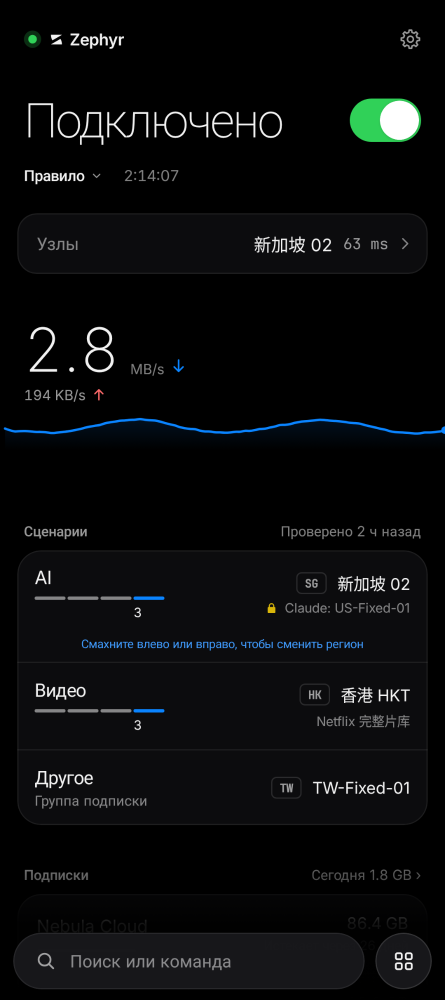 Zephyr
Подключено
Правило 2:14:07
Узлы 新加坡 02 63 ms
2.8 MB/s ↓
194 KB/s ↑
Сценарии Проверено 2 ч назад
AI SG 新加坡 02
3 Claude: US-Fixed-01
Смахните влево или вправо, чтобы сменить регион
Видео HK 香港 HKT
3 Netflix 完整片库
Другое TW TW-Fixed-01
Группа подписки
Подписки Сегодня 1.8 GB ›
Nebula Cloud 86.4 GB
Поиск или команда